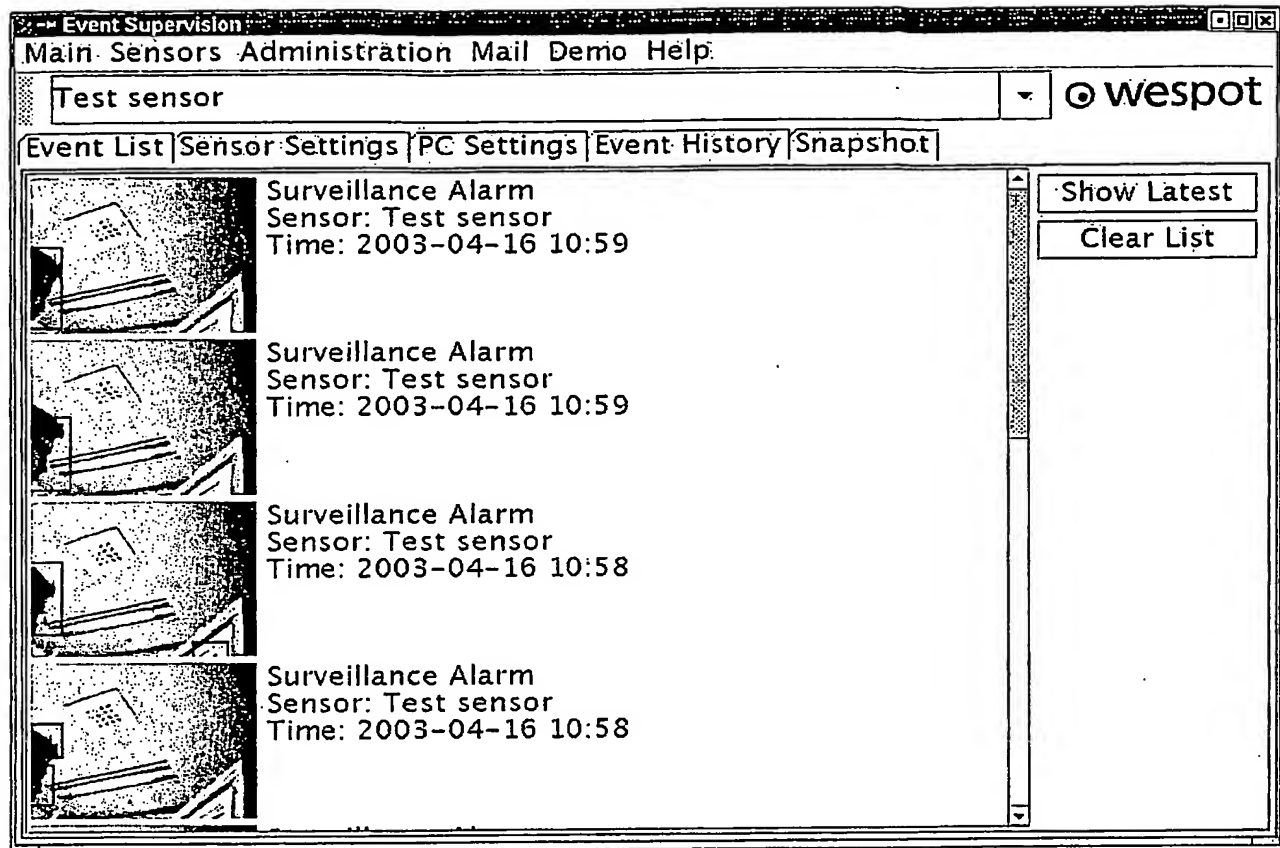 Event Supervision
Main Sensors Administration Mail Demo Help
Test sensor
wespot
Event List Sensor Settings PC Settings Event History Snapshot
Surveillance Alarm
Sensor: Test sensor
Time: 2003-04-16 10:59
Show Latest
Clear List
Surveillance Alarm
Sensor: Test sensor
Time: 2003-04-16 10:59
Surveillance Alarm
Sensor: Test sensor
Time: 2003-04-16 10:58
Surveillance Alarm
Sensor: Test sensor
Time: 2003-04-16 10:58